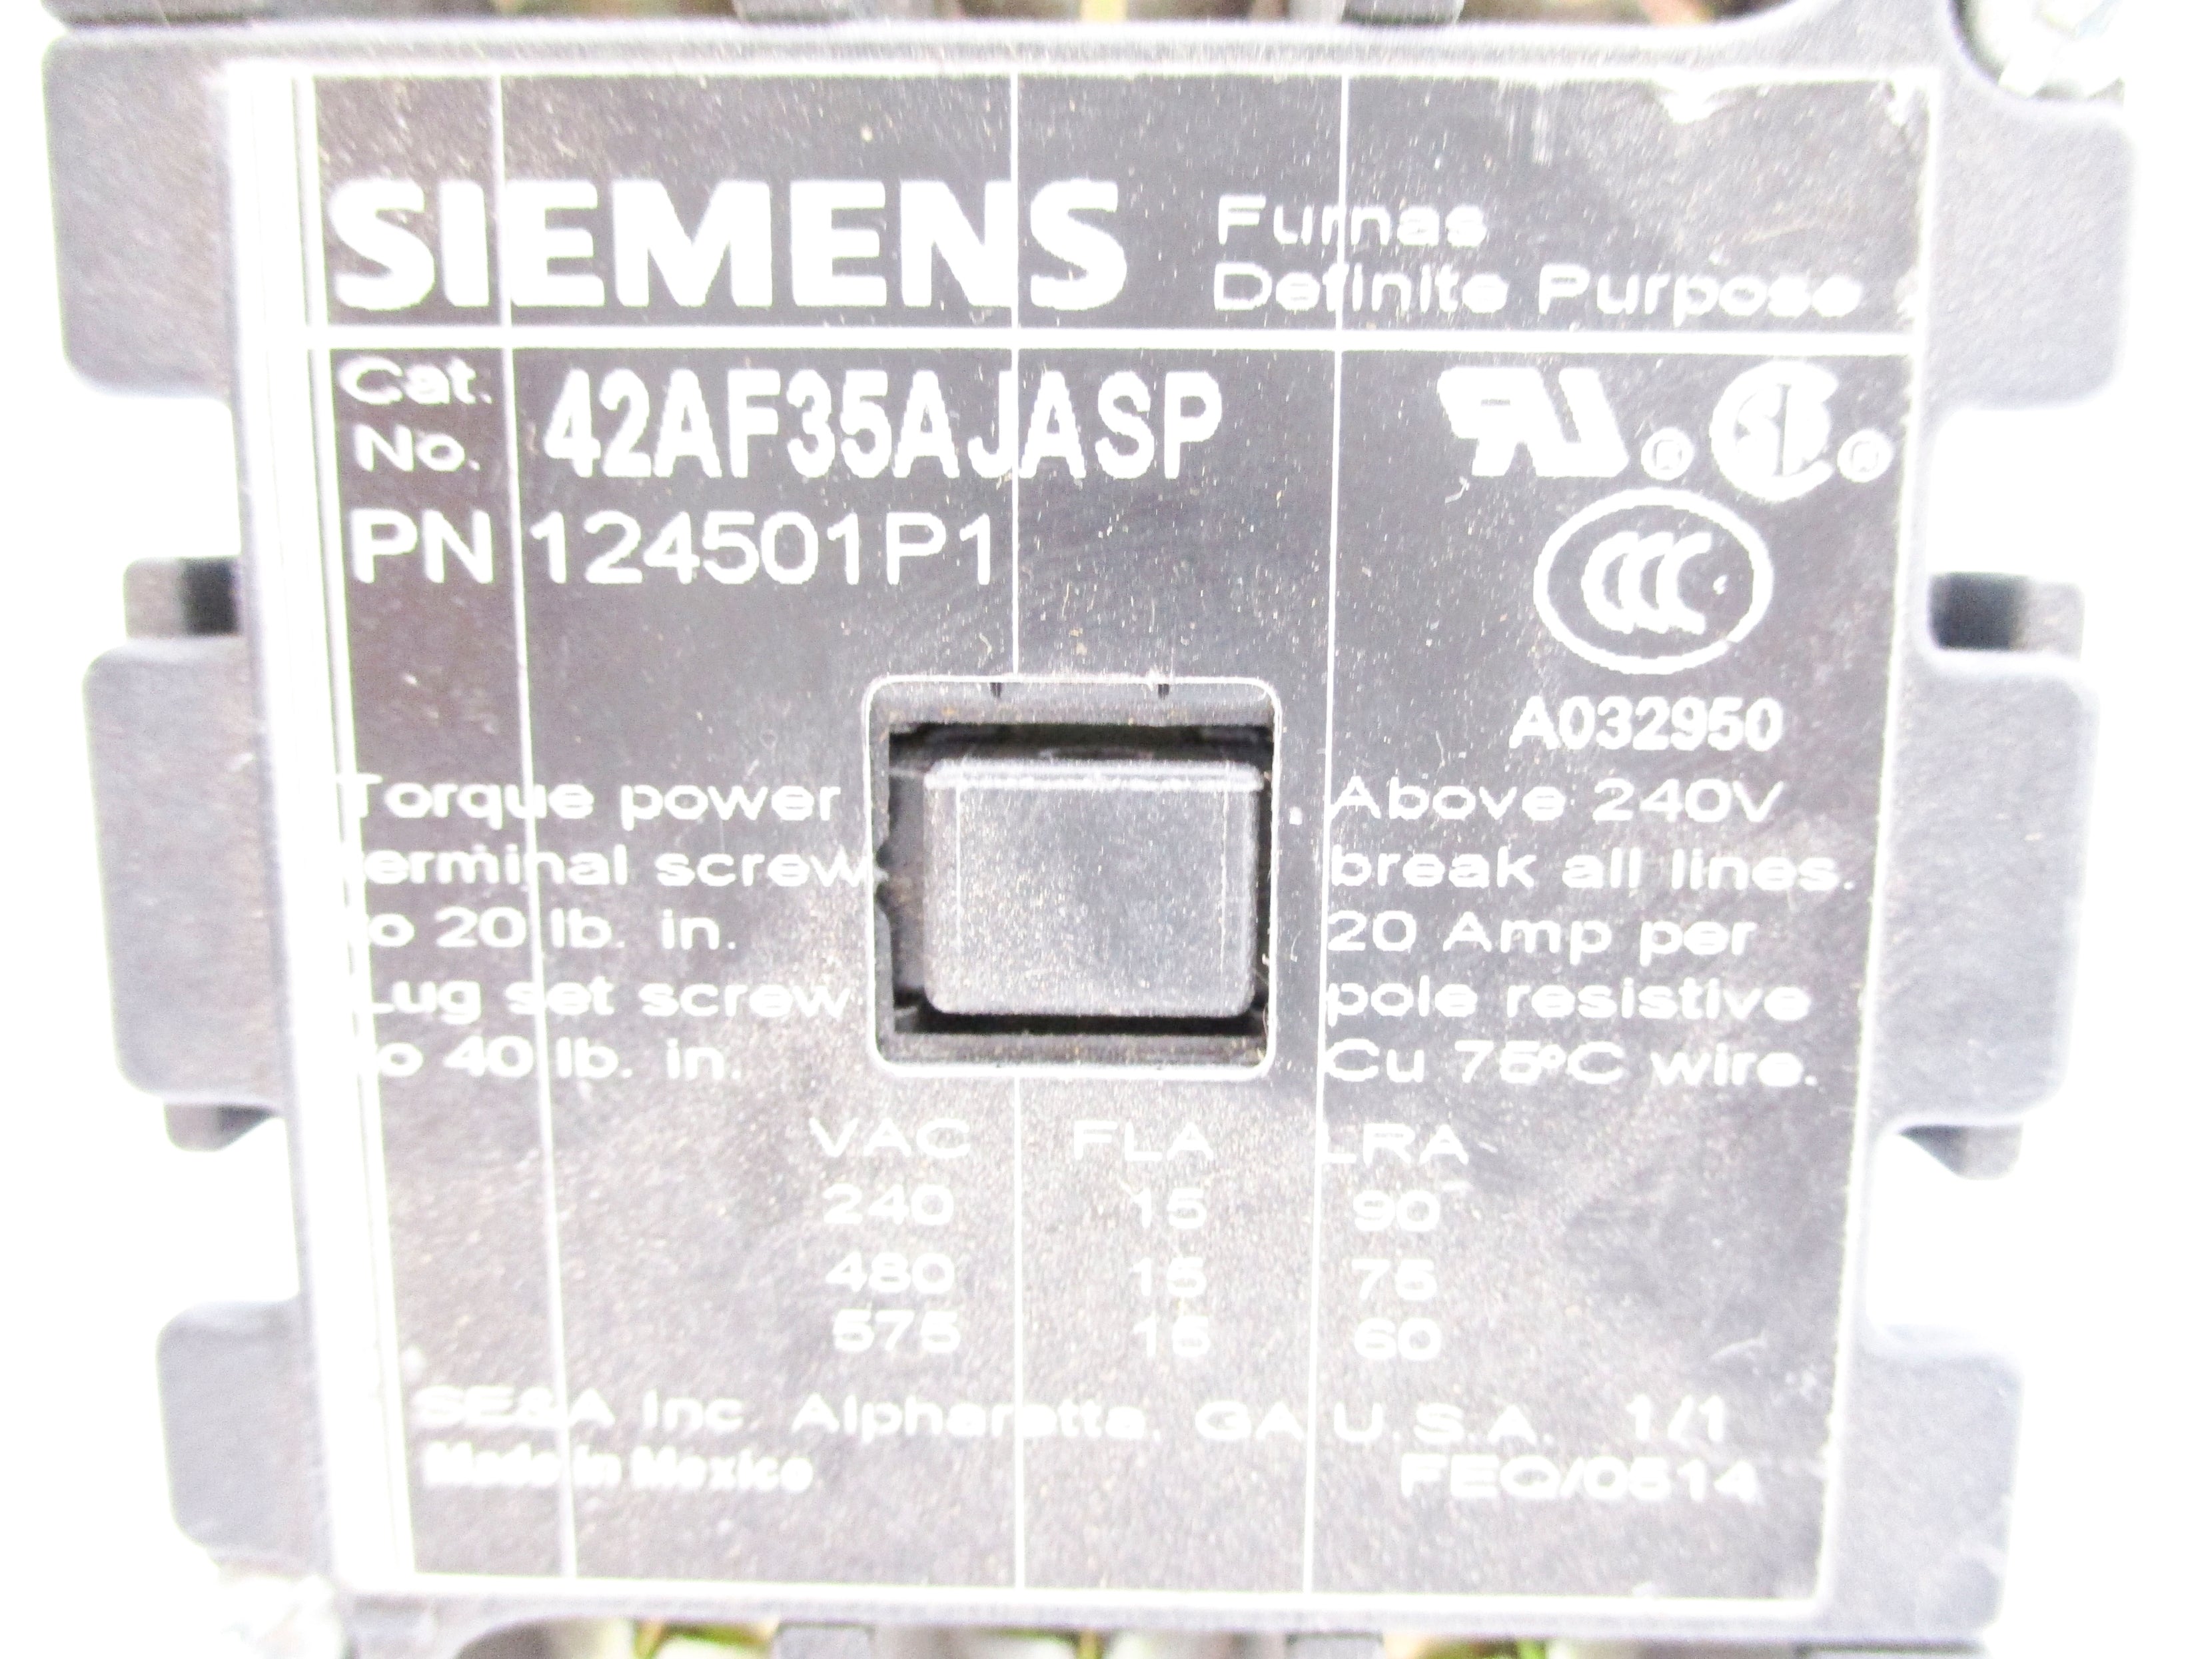 SIEMENS Furnas
Definite Purpose
Cat. No. 42AF35AJASP
PN 124501P1
A032950
Torque power
terminal screw
to 20 lb. in.
Lug set screw
to 40 lb. in.
Above 240V
break all lines.
20 Amp per
pole resistive
Cu 75°C wire.
VAC FLA LRA
240 15 90
480 15 75
575 15 60
SE&A Inc. Alpharetta, GA U.S.A. 1/1
Made in Mexico FEQ/0514